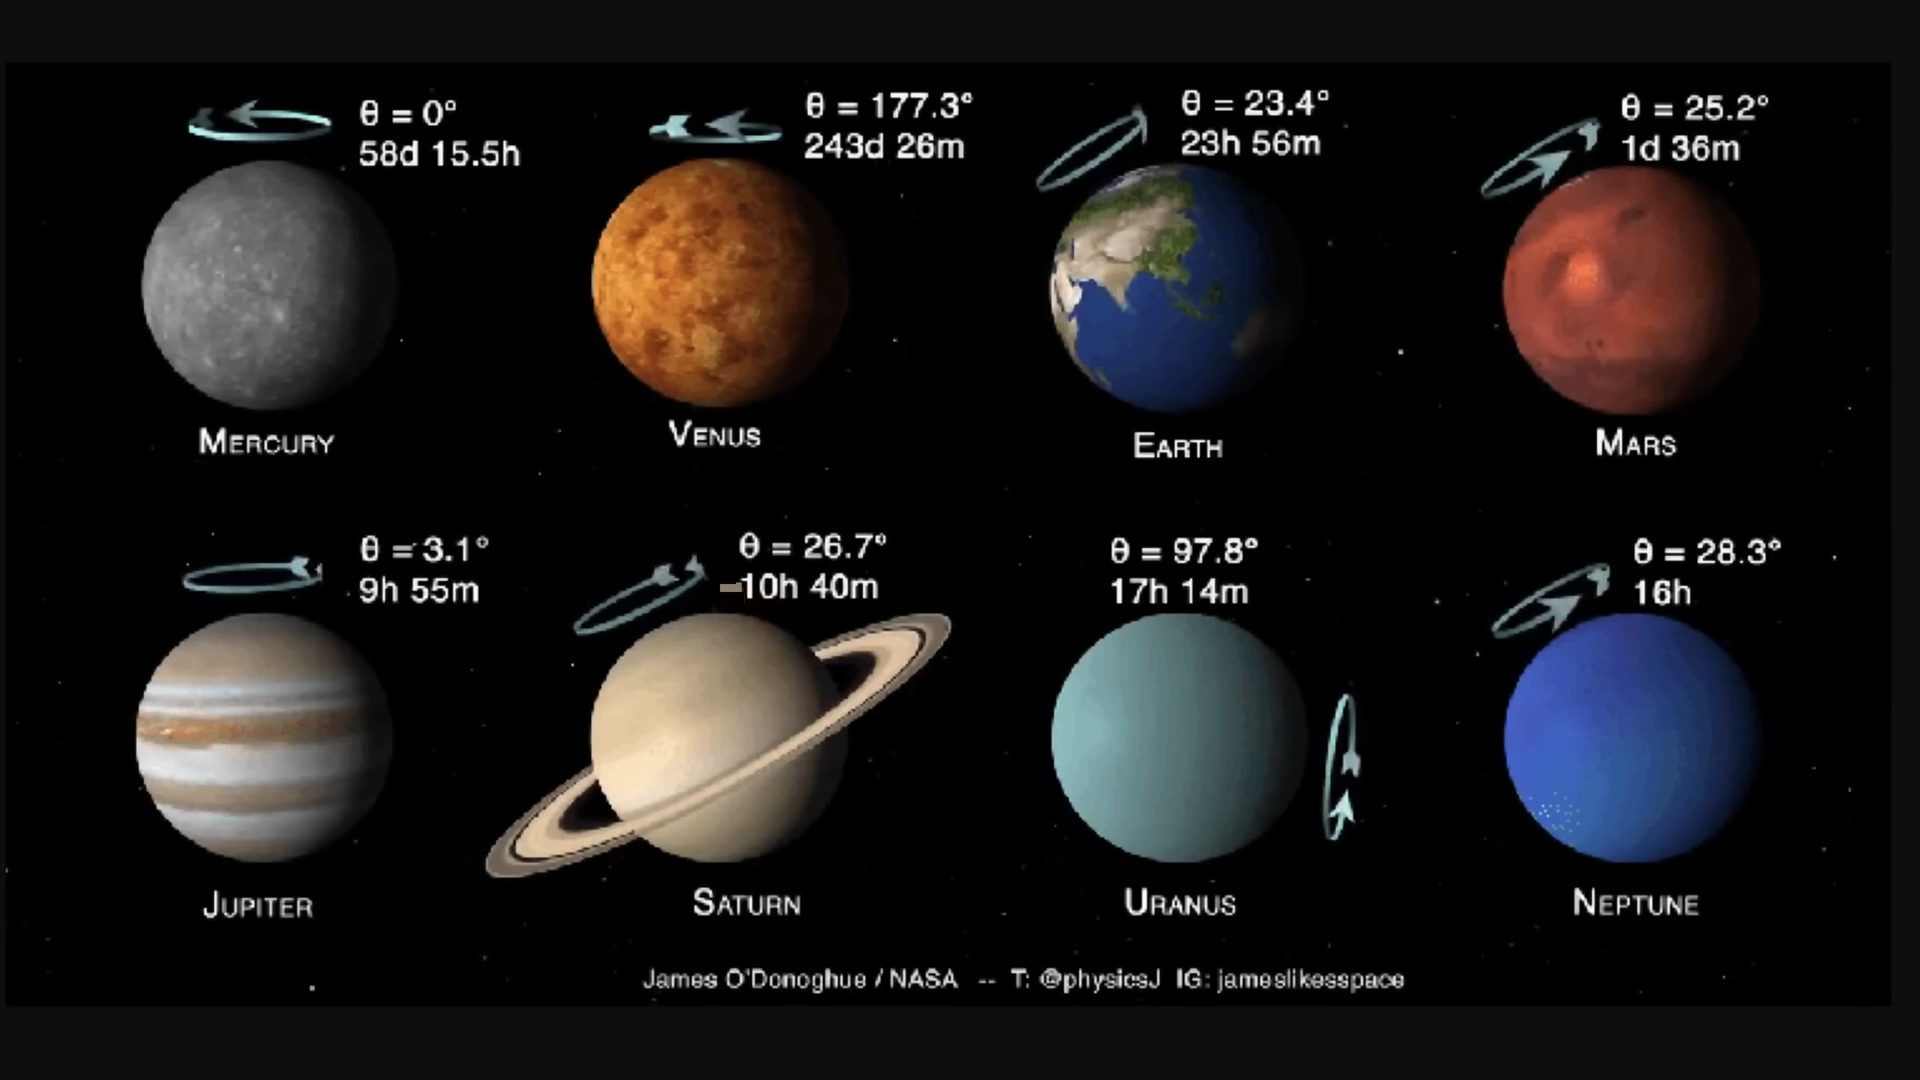 θ = 0°
58d 15.5h
MERCURY
θ = 177.3°
243d 26m
VENUS
θ = 23.4°
23h 56m
EARTH
θ = 25.2°
1d 36m
MARS
θ = 3.1°
9h 55m
JUPITER
θ = 26.7°
10h 40m
SATURN
θ = 97.8°
17h 14m
URANUS
θ = 28.3°
16h
NEPTUNE
James O'Donoghue / NASA -- T: @physicsJ IG: jameslikesspace